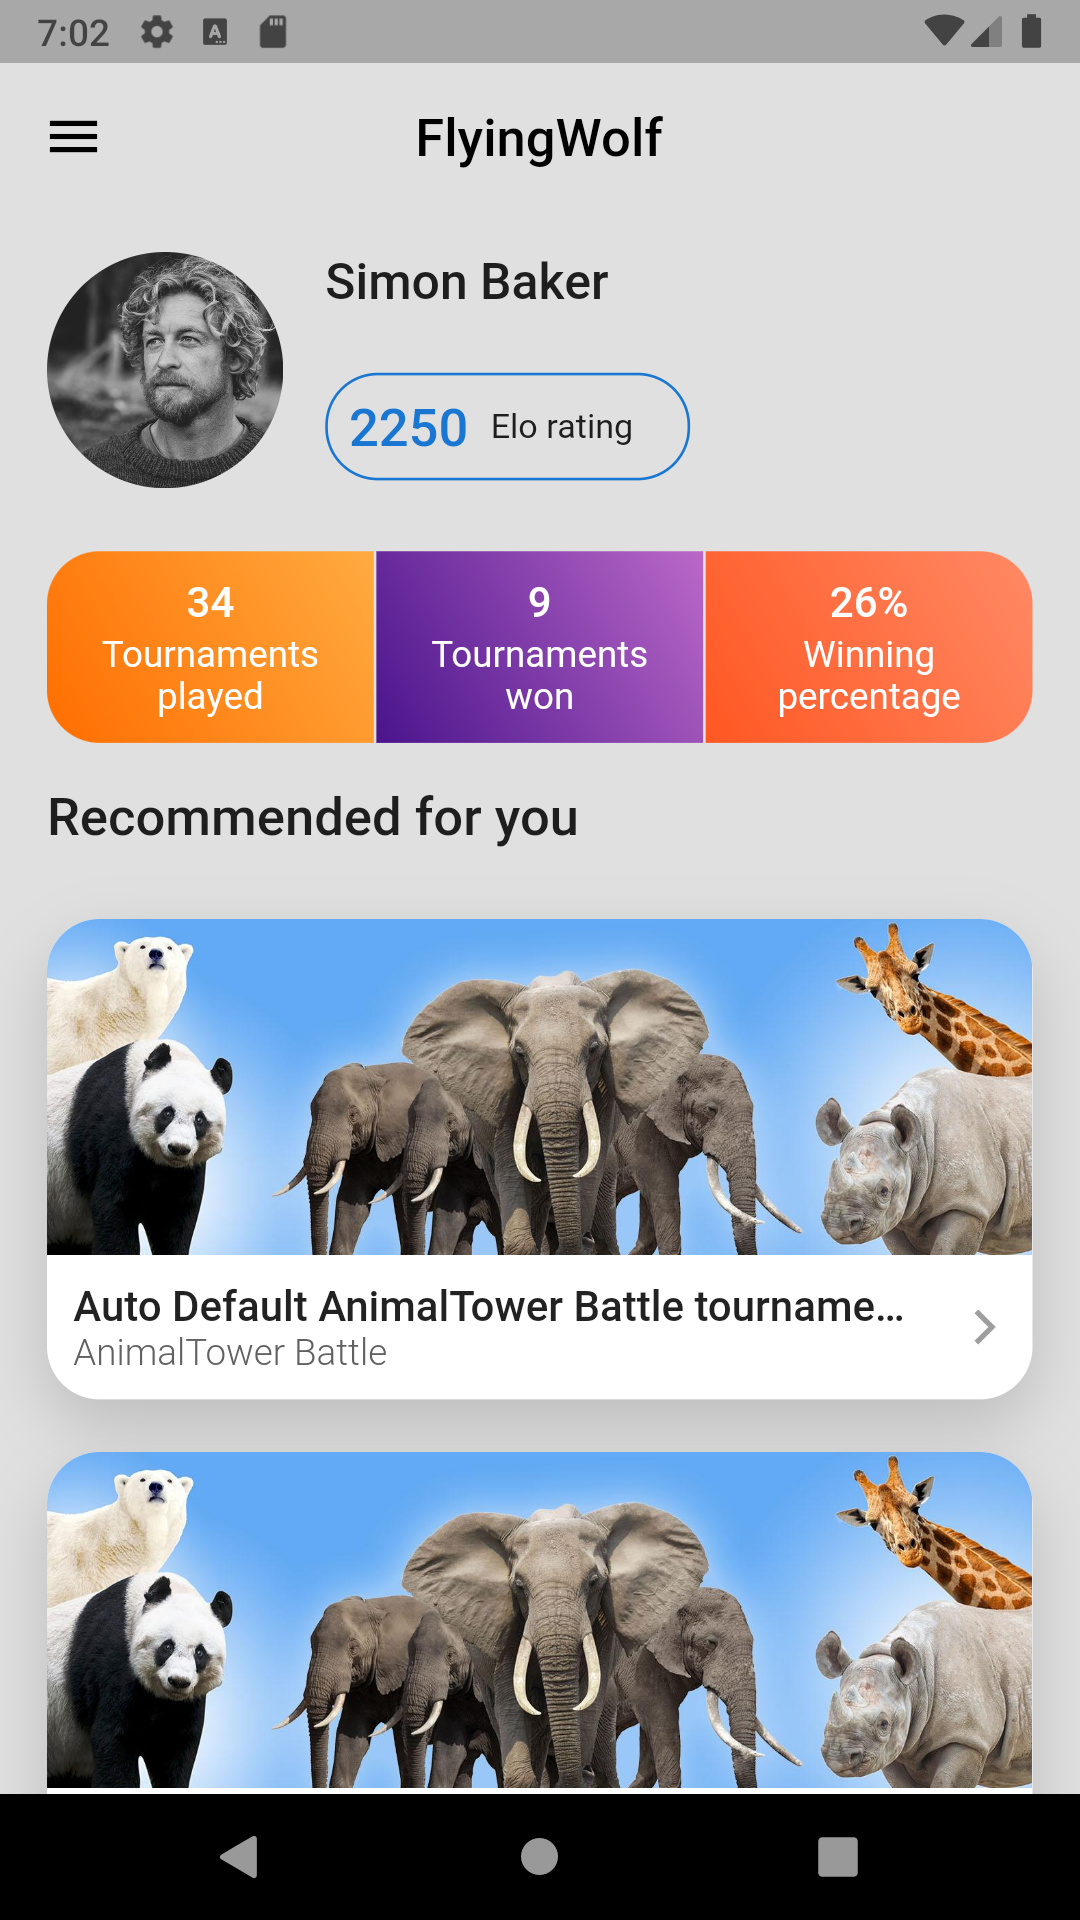 7:02
FlyingWolf
Simon Baker
2250 Elo rating
34
Tournaments
played
9
Tournaments
won
26%
Winning
percentage
Recommended for you
Auto Default AnimalTower Battle tourname...
AnimalTower Battle